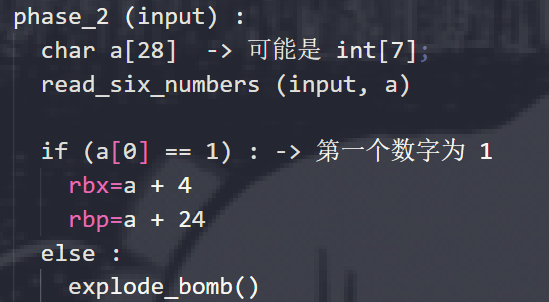 phase_2 (input) :
char a[28]  -> 可能是 int[7];
read_six_numbers (input, a)
if (a[0] == 1) : -> 第一个数字为 1
rbx=a + 4
rbp=a + 24
else :
explode_bomb()